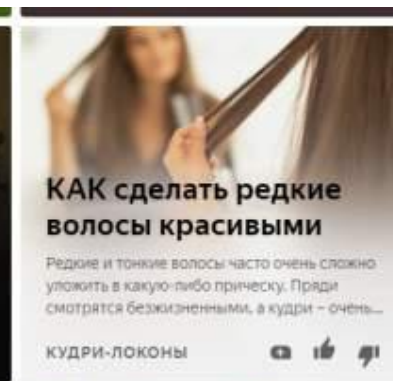 КАК сделать редкие
волосы красивыми
Редкие и тонкие волосы часто очень сложно
уложить в какую-либо прическу. Пряди
смотрятся безжизненными, а кудри – очень...
КУДРИ-ЛОКОНЫ